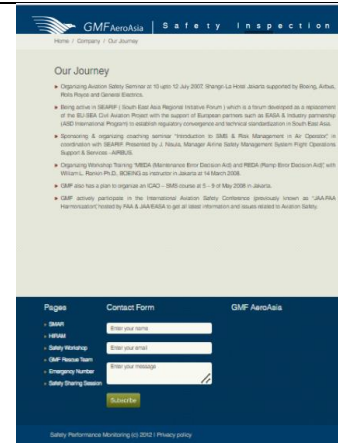 GMF AeroAsia | Safety Inspection
Home / Company / Our Journey
Our Journey
Organizing Aviation Safety Seminar at 10 upto 12 July 2007, Shangri-La Hotel Jakarta supported by Boeing, Airbus,
Rolls Royce and General Electrics.
Being active in SEARIF ( South East Asia Regional Initiative Forum ) which is a forum developed as a replacement
of the EU-SEA Civil Aviation Project with the support of European partners such as EASA & Industry partnership
(ASD International Program) to establish regulatory convergence and technical standardization in South East Asia.
Sponsoring & organizing coaching seminar "Introduction to SMS & Risk Management in Air Operator", in
coordination with SEARIF. Presented by J. Niaula, Manager Airline Safety Management System Flight Operations
Support & Services -AIRBUS.
Organizing Workshop Training "MEDA (Maintenance Error Decision Aid) and REDA (Ramp Error Decision Aid)", with
William L. Rankin Ph.D., BOEING as instructor in Jakarta at 14 March 2008.
GMF also has a plan to organize an ICAO - SMS course at 5 - 9 of May 2008 in Jakarta.
GMF actively participate in the International Aviation Safety Conference (previously known as "JAA-FAA
Harmonization", hosted by FAA & JAA/EASA to get all latest information and issues related to Aviation Safety.
Pages
SMAR
HIRAM
Safety Workshop
GMF Rescue Team
Emergency Number
Safety Sharing Session
Contact Form
Enter your name
Enter your email
Enter your message
Subscribe
GMF AeroAsia
Safety Performance Monitoring (c) 2012 | Privacy policy